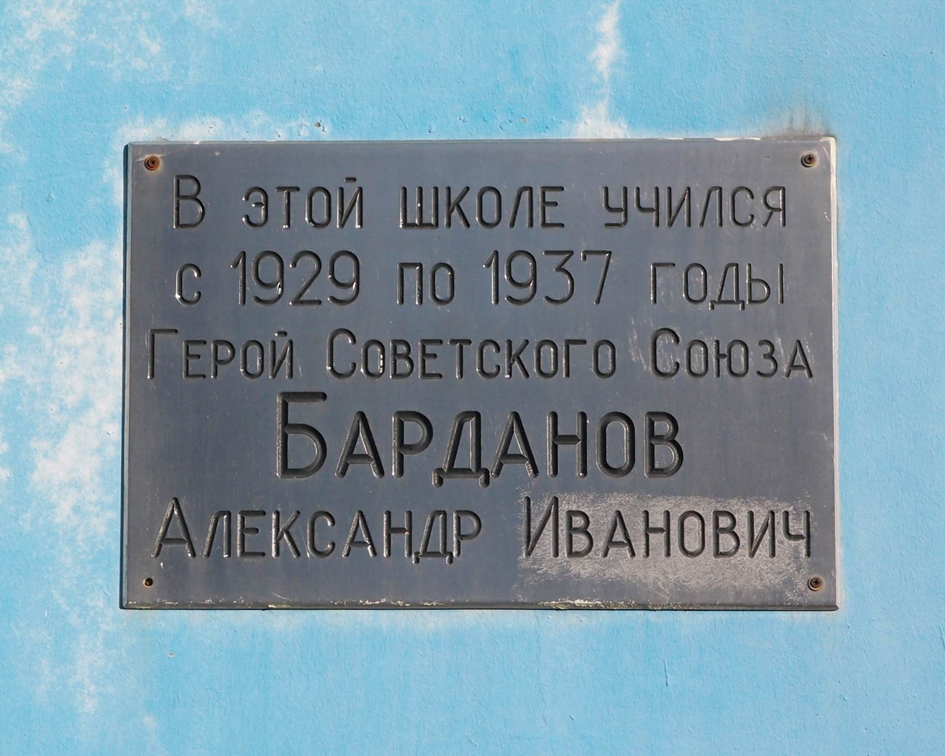 В этой школе учился
с 1929 по 1937 годы
Герой Советского Союза
Барданов
Александр Иванович